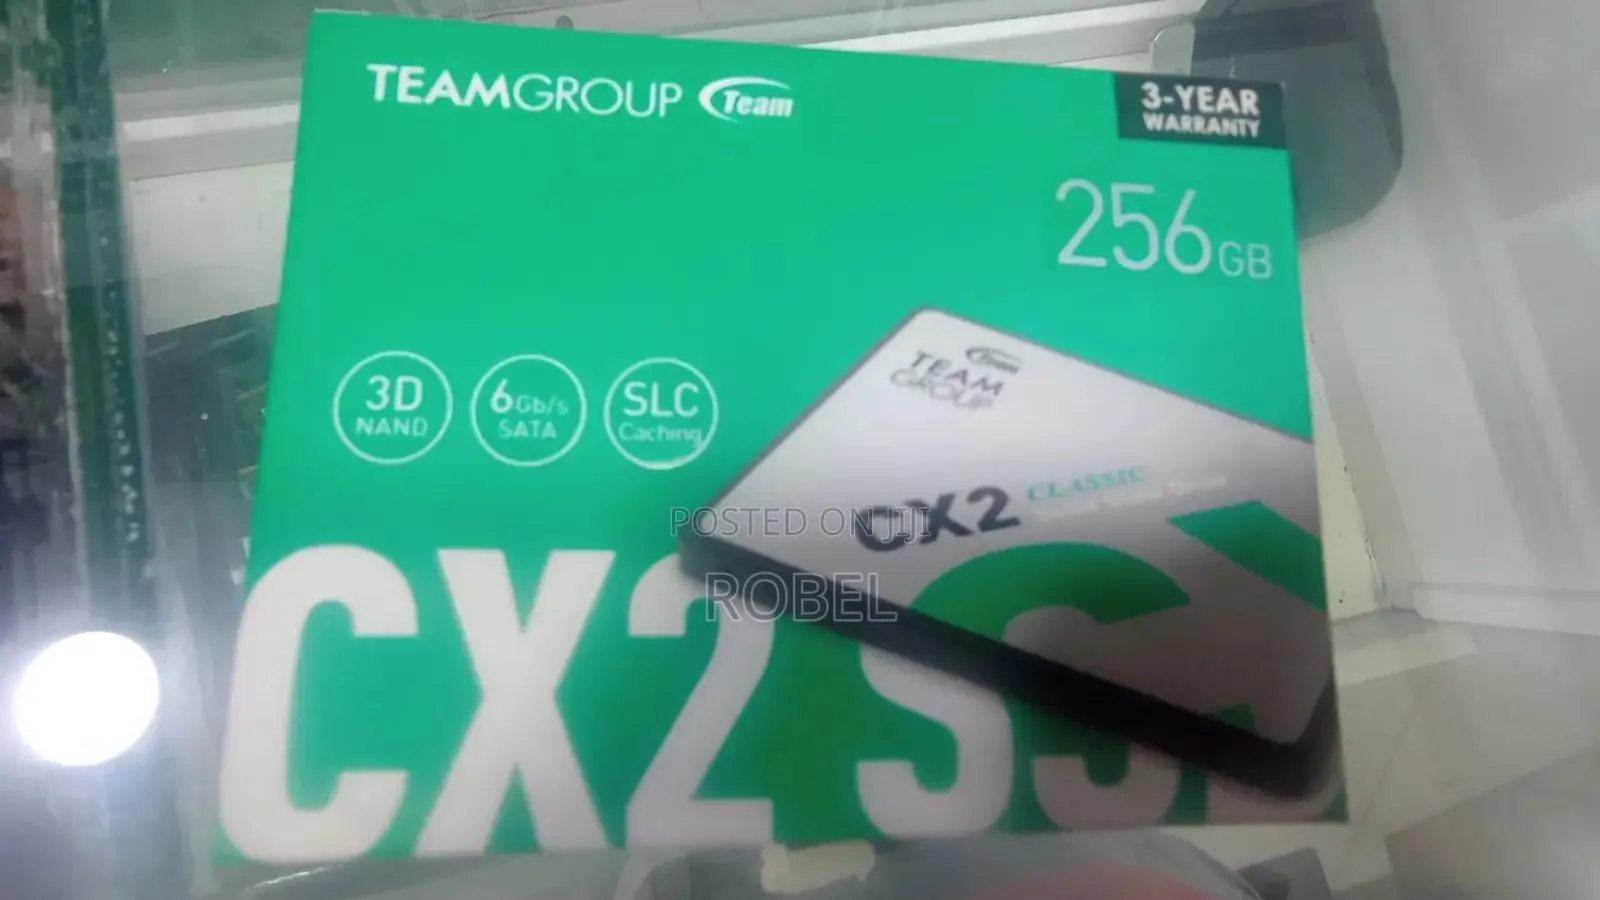 TEAMGROUP Team
3-YEAR
WARRANTY
256GB
3D
NAND
6Gb/s
SATA
SLC
Caching
Team
TEAM
GROUP
CX2 CLASSIC
POSTED ON
ROBEL
CX2 SS